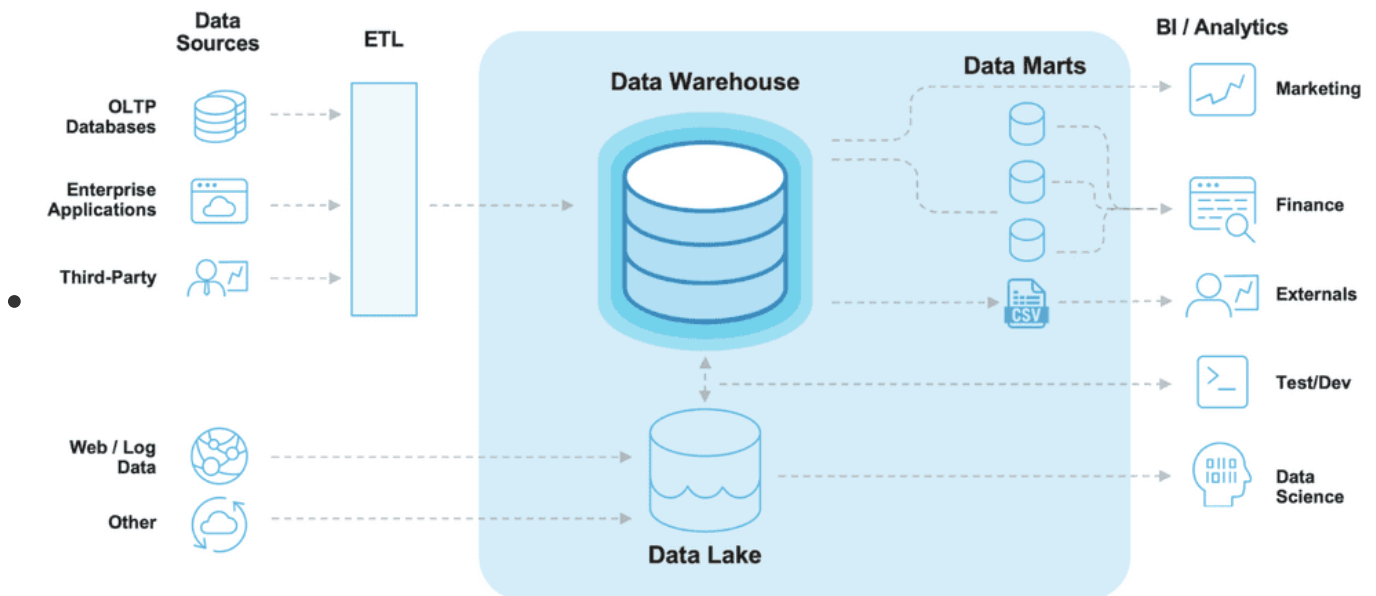 Data
Sources
ETL
BI / Analytics
Data Warehouse
Data Marts
OLTP
Databases
Enterprise
Applications
Third-Party
Web / Log
Data
Other
CSV
Data Lake
Marketing
Finance
Externals
Test/Dev
Data
Science